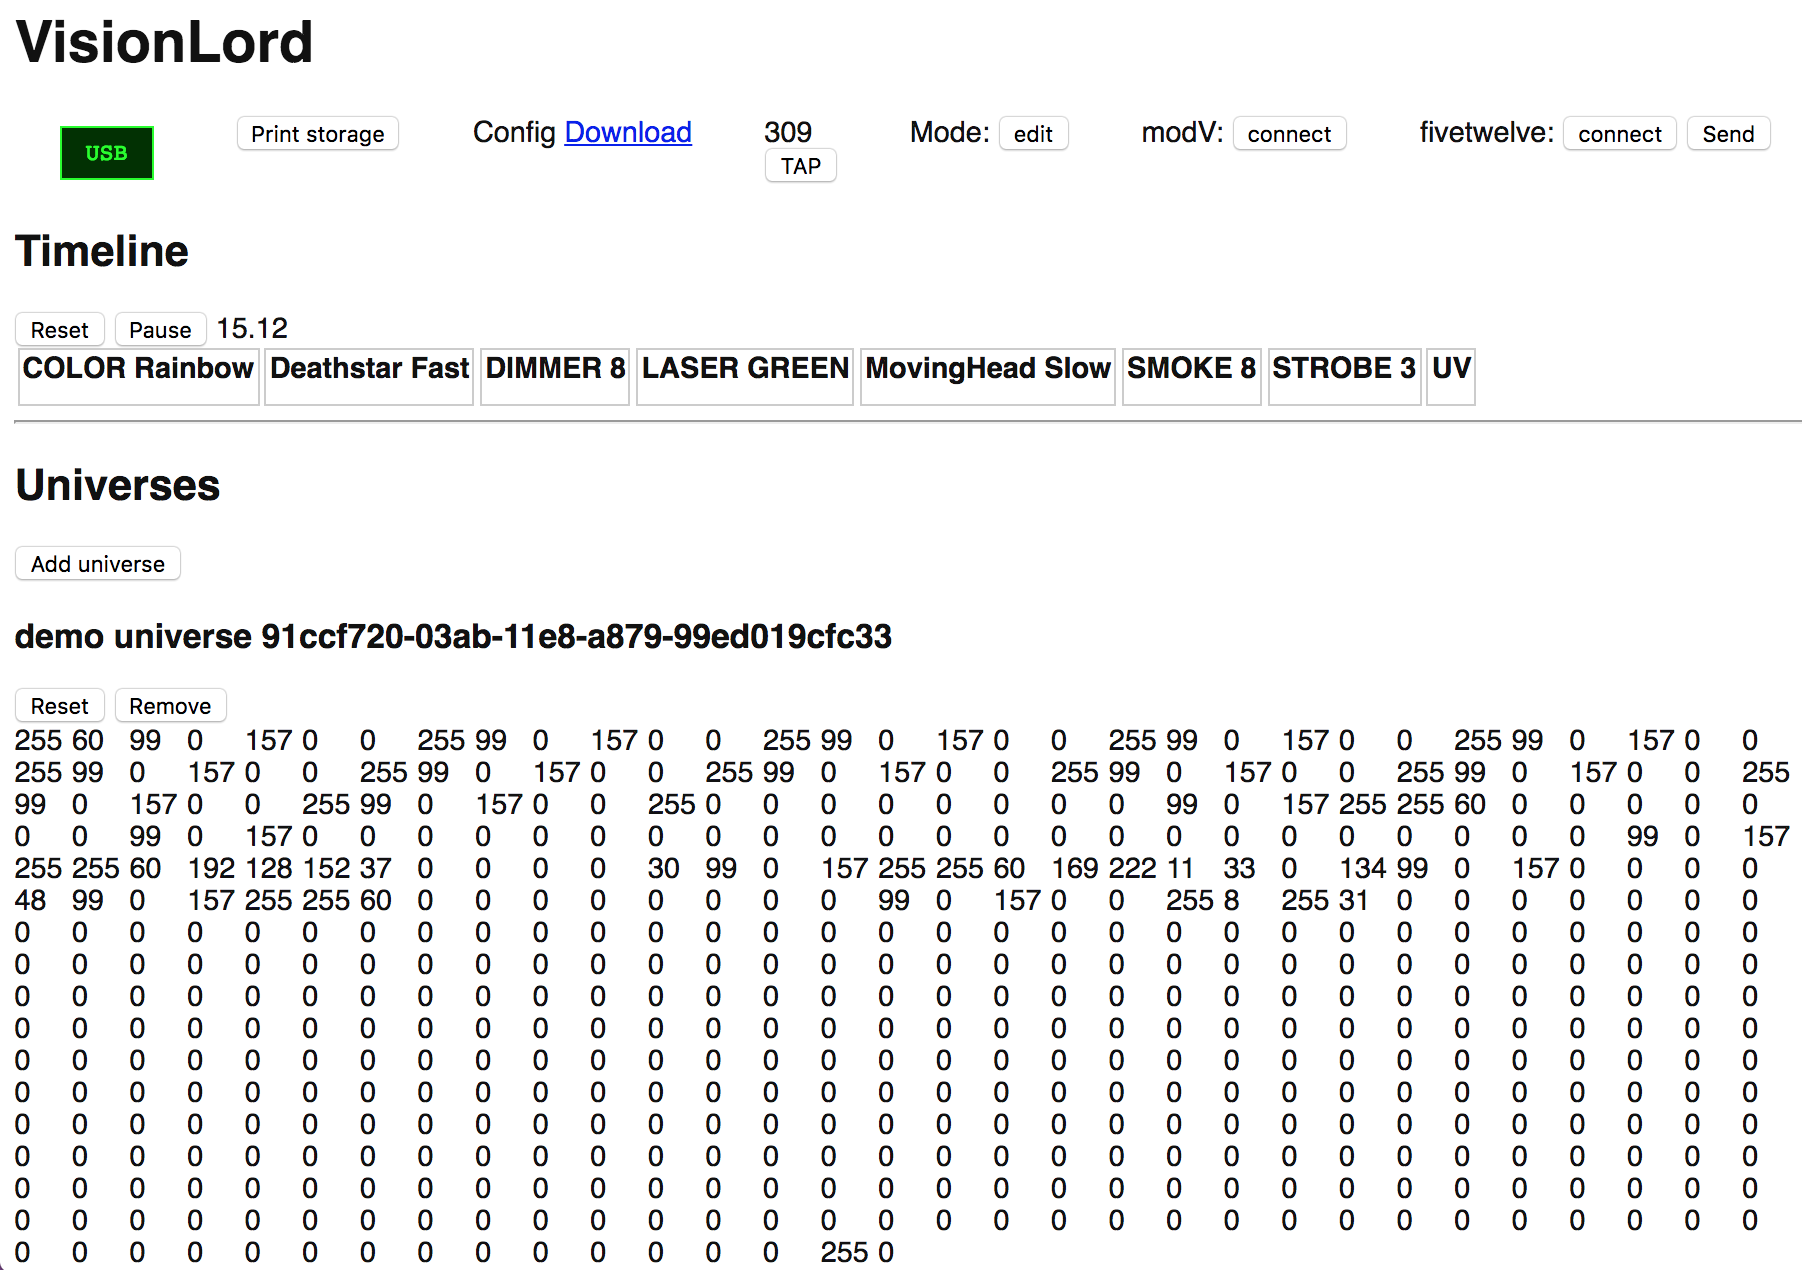 VisionLord
USB Print storage Config Download 309 Mode: edit modV: connect fivetwelve: connect Send
TAP
Timeline
Reset Pause 15.12
COLOR Rainbow Deathstar Fast DIMMER 8 LASER GREEN MovingHead Slow SMOKE 8 STROBE 3 UV
Universes
Add universe
demo universe 91ccf720-03ab-11e8-a879-99ed019cfc33
Reset Remove
255 60 99 0 157 0 0 255 99 0 157 0 0 255 99 0 157 0 0 255 99 0 157 0 0 255 99 0 157 0 0
255 99 0 157 0 0 255 99 0 157 0 0 255 99 0 157 0 0 255 99 0 157 0 0 255 99 0 157 0 0 255
99 0 157 0 0 255 99 0 157 0 0 255 0 0 0 0 0 0 0 0 99 0 157 255 255 60 0 0 0 0 0
0 0 99 0 157 0 0 0 0 0 0 0 0 0 0 0 0 0 0 0 0 0 0 0 0 0 0 0 99 0 157
255 255 60 192 128 152 37 0 0 0 0 30 99 0 157 255 255 60 169 222 11 33 0 134 99 0 157 0 0 0 0
48 99 0 157 255 255 60 0 0 0 0 0 0 0 0 99 0 157 0 0 255 8 255 31 0 0 0 0 0 0 0
0 0 0 0 0 0 0 0 0 0 0 0 0 0 0 0 0 0 0 0 0 0 0 0 0 0 0 0 0 0 0
0 0 0 0 0 0 0 0 0 0 0 0 0 0 0 0 0 0 0 0 0 0 0 0 0 0 0 0 0 0 0
0 0 0 0 0 0 0 0 0 0 0 0 0 0 0 0 0 0 0 0 0 0 0 0 0 0 0 0 0 0 0
0 0 0 0 0 0 0 0 0 0 0 0 0 0 0 0 0 0 0 0 0 0 0 0 0 0 0 0 0 0 0
0 0 0 0 0 0 0 0 0 0 0 0 0 0 0 0 0 0 0 0 0 0 0 0 0 0 0 0 0 0 0
0 0 0 0 0 0 0 0 0 0 0 0 0 0 0 0 0 0 0 0 0 0 0 0 0 0 0 0 0 0 0
0 0 0 0 0 0 0 0 0 0 0 0 0 0 0 0 0 0 0 0 0 0 0 0 0 0 0 0 0 0 0
0 0 0 0 0 0 0 0 0 0 0 0 0 0 0 0 0 0 0 0 0 0 0 0 0 0 0 0 0 0 0
0 0 0 0 0 0 0 0 0 0 0 0 0 0 0 0 0 0 0 0 0 0 0 0 0 0 0 0 0 0 0
0 0 0 0 0 0 0 0 0 0 0 0 0 0 0 0 0 0 0 0 0 0 0 0 0 0 0 0 0 0 0
0 0 0 0 0 0 0 0 0 0 0 0 0 0 255 0